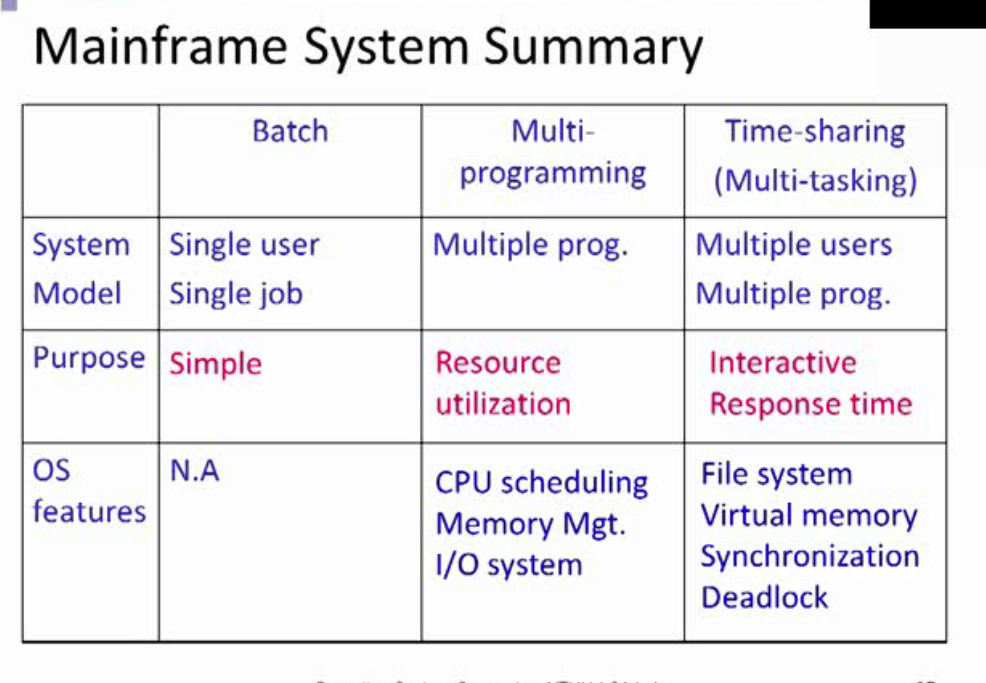 Mainframe System Summary
Batch
Multi-
programming
Time-sharing
(Multi-tasking)
System
Model
Single user
Single job
Multiple prog.
Multiple users
Multiple prog.
Purpose
Simple
Resource
utilization
Interactive
Response time
OS
features
N.A
CPU scheduling
Memory Mgt.
I/O system
File system
Virtual memory
Synchronization
Deadlock